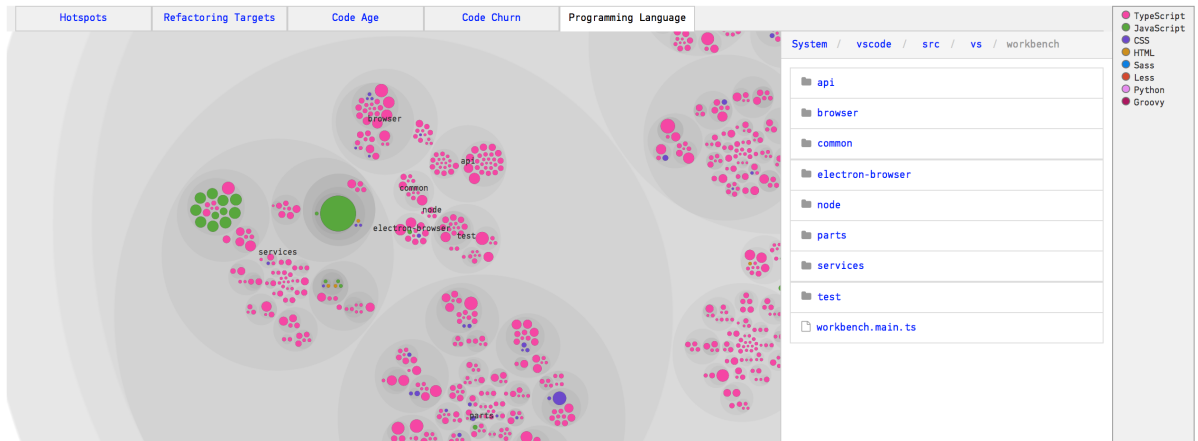 Hotspots
Refactoring Targets
Code Age
Code Churn
Programming Language
browser
api
common
node
electron-browser
test
services
parts
System / vscode / src / vs / workbench
api
browser
common
electron-browser
node
parts
services
test
workbench.main.ts
TypeScript
JavaScript
CSS
HTML
Sass
Less
Python
Groovy